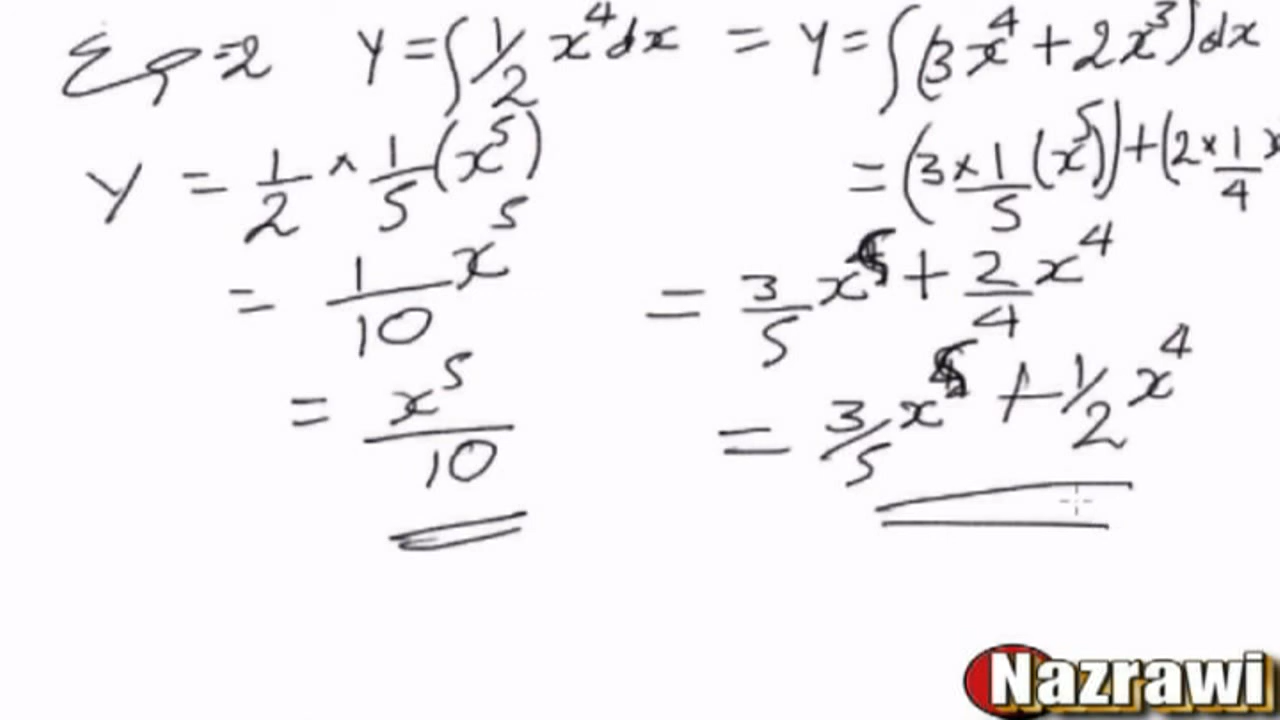 Eg=2 y = ∫ 1/2 x⁴ dx = y = ∫ (3x⁴ + 2x³) dx
y = 1/2 × 1/5 (x⁵)
= (3 × 1/5 (x⁵)) + (2 × 1/4 x
= 1/10 x⁵
= 3/5 x⁵ + 2/4 x⁴
= x⁵/10
= 3/5 x⁵ + 1/2 x⁴
Nazrawi